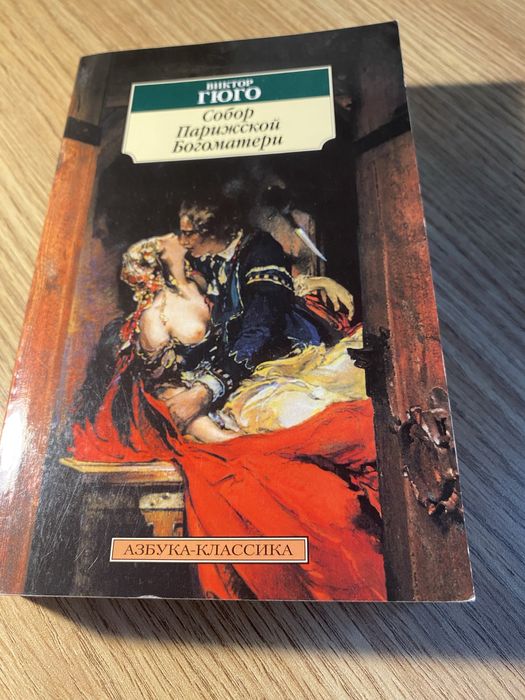 ВИКТОР
ГЮГО
Собор
Парижской
Богоматери
АЗБУКА-КЛАССИКА